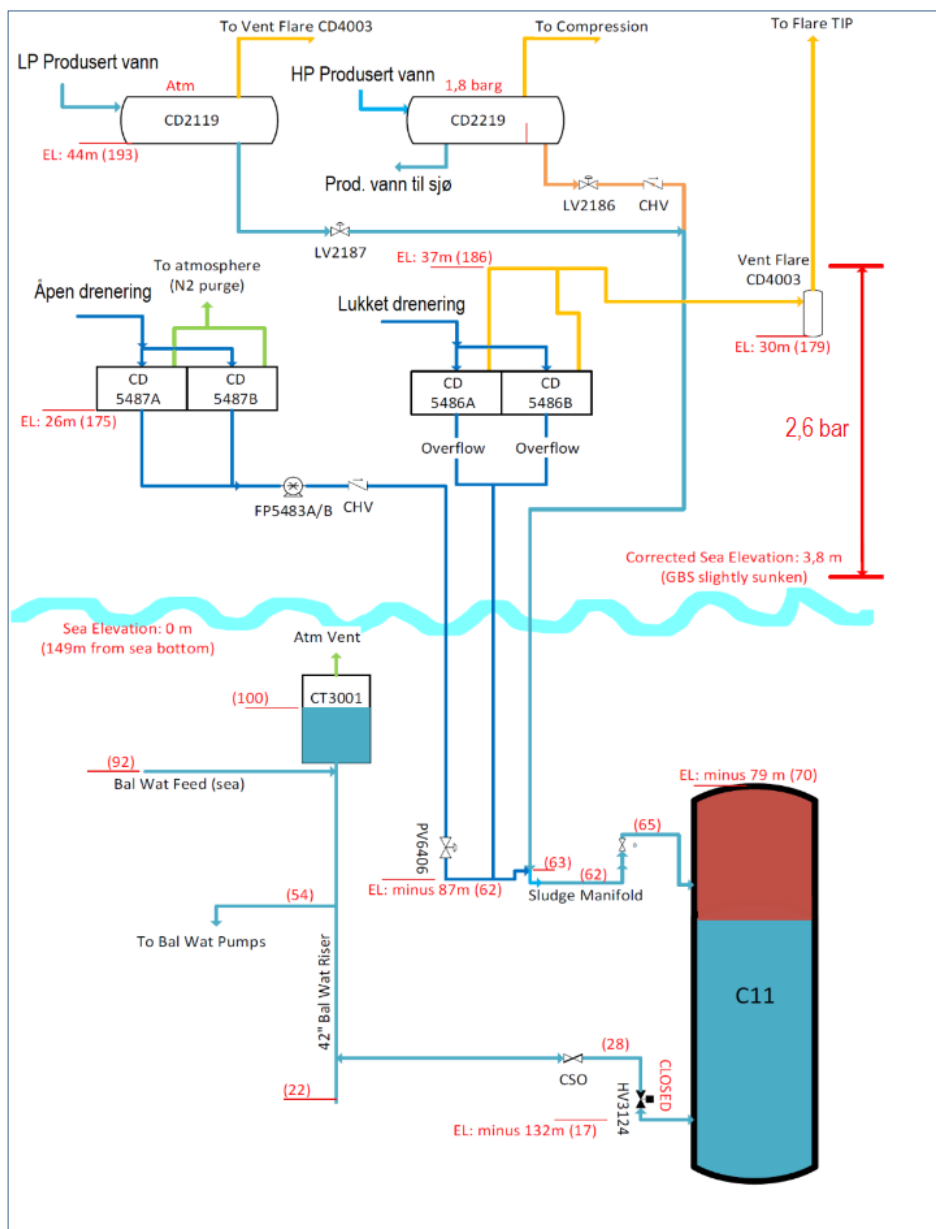 To Vent Flare CD4003
To Compression
To Flare TIP
LP Produsert vann
Atm
HP Produsert vann
1,8 barg
CD2119
CD2219
EL: 44m (193)
Prod. vann til sjø
LV2186
CHV
LV2187
To atmosphere
(N2 purge)
EL: 37m (186)
Vent Flare
CD4003
Åpen drenering
Lukket drenering
EL: 30m (179)
CD
5487A
CD
5487B
CD
5486A
CD
5486B
EL: 26m (175)
2,6 bar
Overflow
Overflow
FP5483A/B
CHV
Corrected Sea Elevation: 3,8 m
(GBS slightly sunken)
Sea Elevation: 0 m
(149m from sea bottom)
Atm Vent
(100)
CT3001
(92)
Bal Wat Feed (sea)
EL: minus 79 m (70)
PV6406
(65)
(63)
(62)
EL: minus 87m (62)
Sludge Manifold
(54)
To Bal Wat Pumps
42" Bal Wat Riser
C11
(28)
CSO
CLOSED
HV3124
(22)
EL: minus 132m (17)